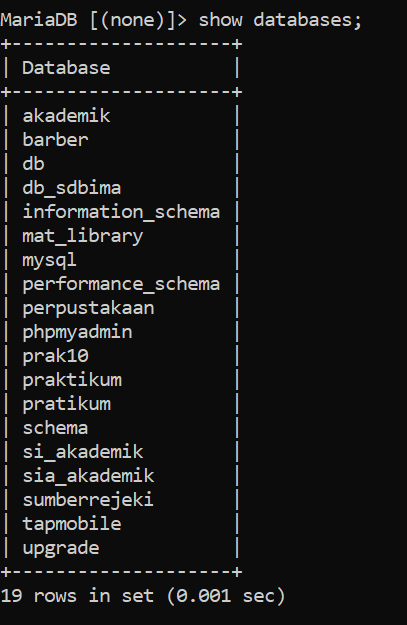 MariaDB [(none)]> show databases;
+--------------------+
| Database           |
+--------------------+
| akademik           |
| barber             |
| db                 |
| db_sdbima          |
| information_schema |
| mat_library        |
| mysql              |
| performance_schema |
| perpustakaan       |
| phpmyadmin         |
| prak10             |
| praktikum          |
| pratikum           |
| schema             |
| si_akademik        |
| sia_akademik       |
| sumberrejeki       |
| tapmobile          |
| upgrade            |
+--------------------+
19 rows in set (0.001 sec)